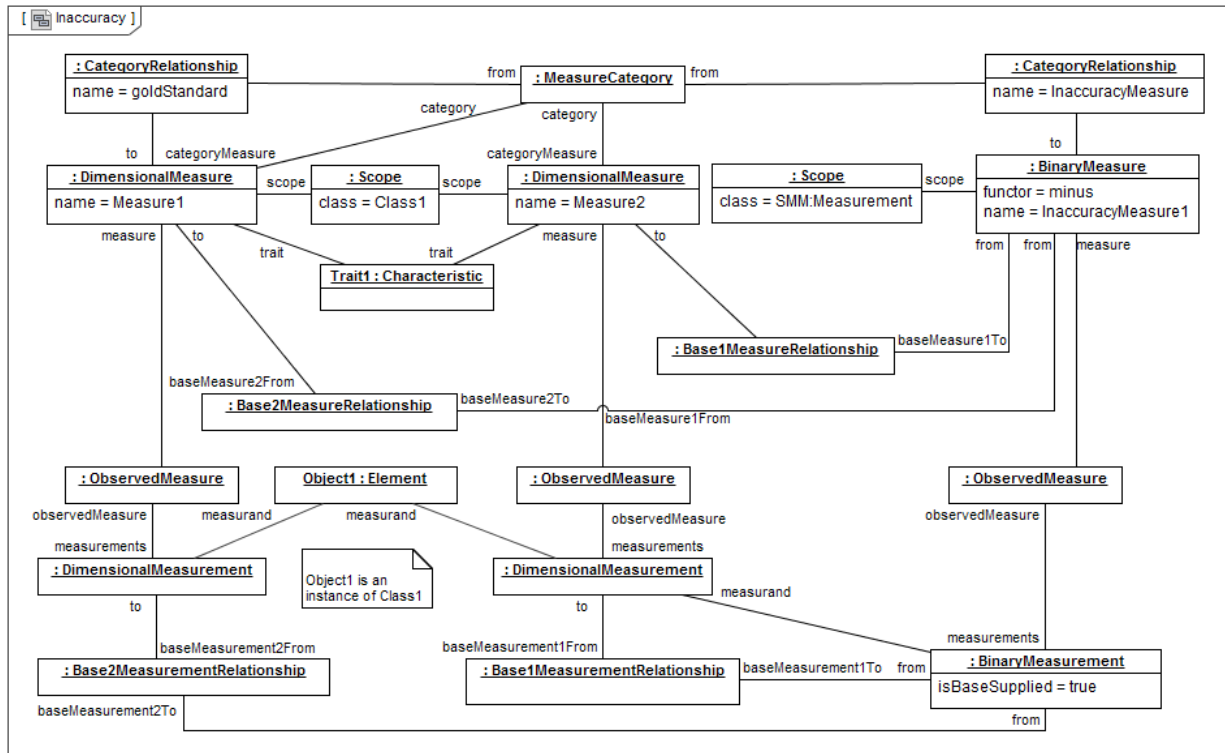 [ Inaccuracy ]
: CategoryRelationship
name = goldStandard
from
: MeasureCategory
from
: CategoryRelationship
name = InaccuracyMeasure
category
category
to
categoryMeasure
categoryMeasure
to
: DimensionalMeasure
name = Measure1
scope
: Scope
class = Class1
scope
: DimensionalMeasure
name = Measure2
: Scope
class = SMM:Measurement
scope
: BinaryMeasure
functor = minus
name = InaccuracyMeasure1
measure
to
trait
trait
measure
to
from
from
measure
Trait1 : Characteristic
: Base1MeasureRelationship
baseMeasure1To
baseMeasure2From
: Base2MeasureRelationship
baseMeasure2To
baseMeasure1From
: ObservedMeasure
Object1 : Element
: ObservedMeasure
: ObservedMeasure
observedMeasure
measurand
measurand
observedMeasure
observedMeasure
measurements
measurements
: DimensionalMeasurement
Object1 is an
instance of Class1
: DimensionalMeasurement
measurand
to
to
measurements
baseMeasurement2From
baseMeasurement1From
: Base2MeasurementRelationship
: Base1MeasurementRelationship
baseMeasurement1To
from
: BinaryMeasurement
isBaseSupplied = true
baseMeasurement2To
from